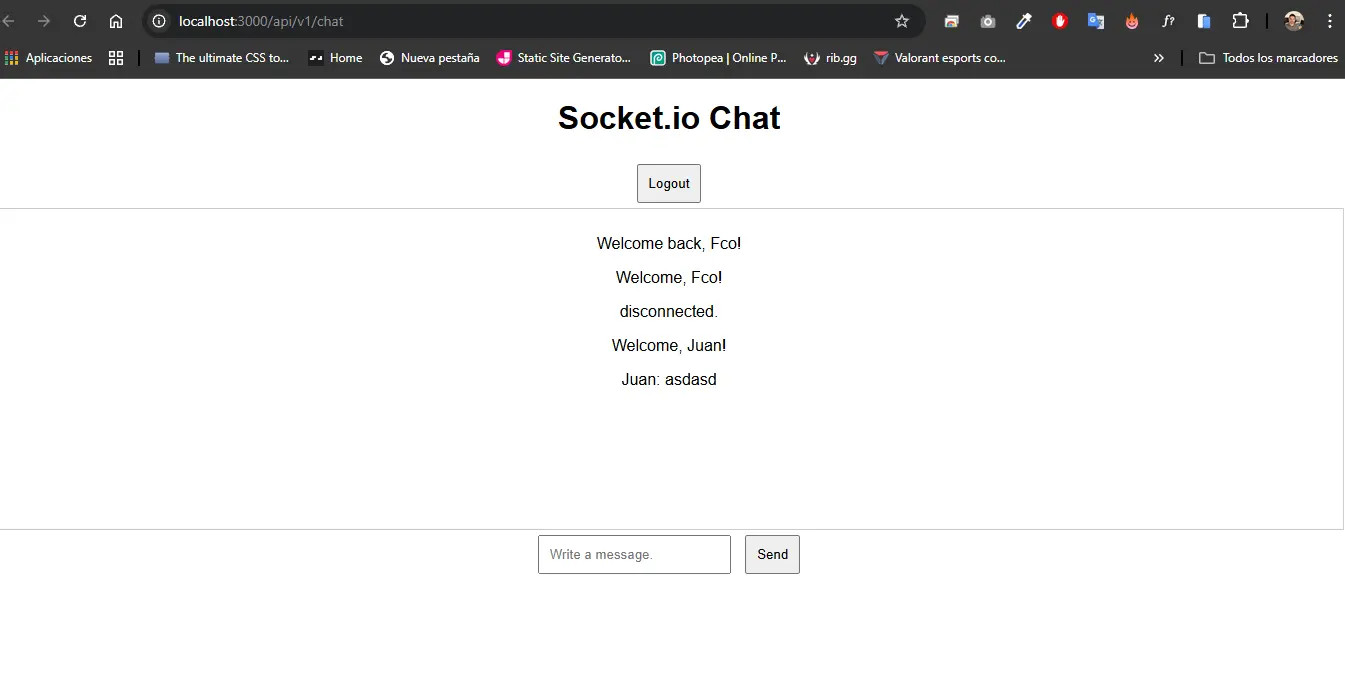 localhost:3000/api/v1/chat
f?
Aplicaciones The ultimate CSS to... Home Nueva pestaña Static Site Generato... Photopea | Online P... rib.gg Valorant esports co... » Todos los marcadores
Socket.io Chat
Logout
Welcome back, Fco!
Welcome, Fco!
disconnected.
Welcome, Juan!
Juan: asdasd
Write a message. Send